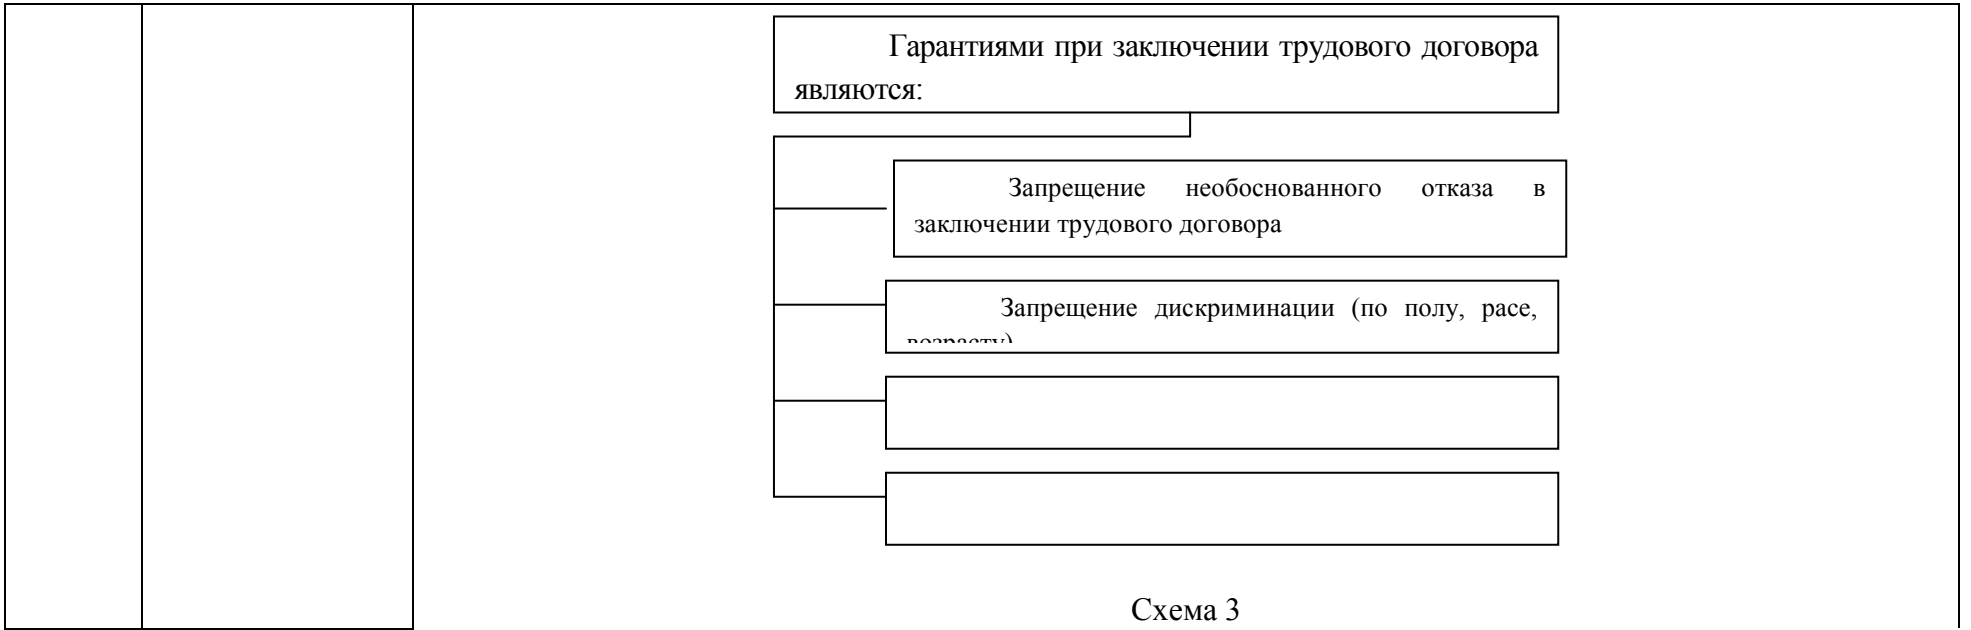 Гарантиями при заключении трудового договора
являются:
Запрещение необоснованного отказа в
заключении трудового договора
Запрещение дискриминации (по полу, расе,
возрасту)
Схема 3